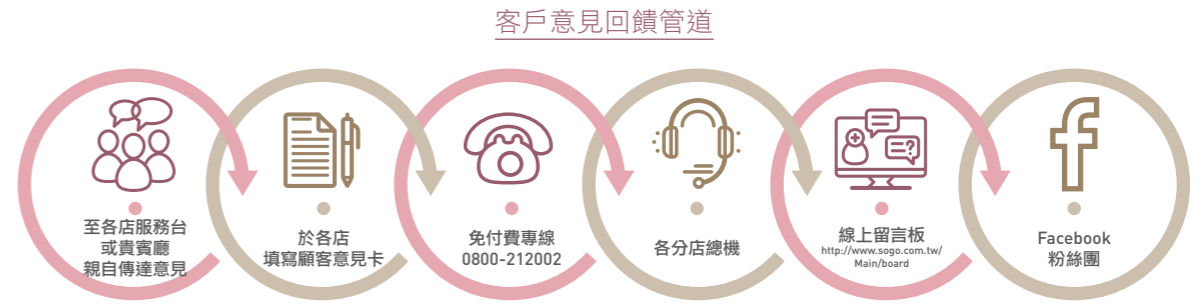 客戶意見回饋管道
至各店服務台
或貴賓廳
親自傳達意見
於各店
填寫顧客意見卡
免付費專線
0800-212002
各分店總機
線上留言板
http://www.sogo.com.tw/
Main/board
Facebook
粉絲團